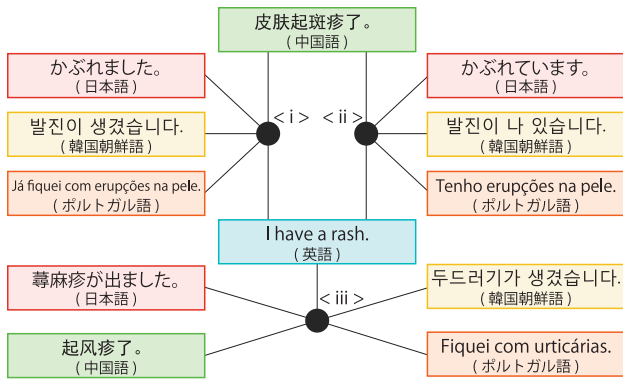 皮肤起斑疹了。
(中国語)
かぶれました。
(日本語)
かぶれています。
(日本語)
< i >
< ii >
발진이 생겼습니다.
(韓国朝鮮語)
발진이 나 있습니다.
(韓国朝鮮語)
Já fiquei com erupções na pele.
(ポルトガル語)
Tenho erupções na pele.
(ポルトガル語)
I have a rash.
(英語)
蕁麻疹が出ました。
(日本語)
< iii >
두드러기가 생겼습니다.
(韓国朝鮮語)
起风疹了。
(中国語)
Fiquei com urticárias.
(ポルトガル語)